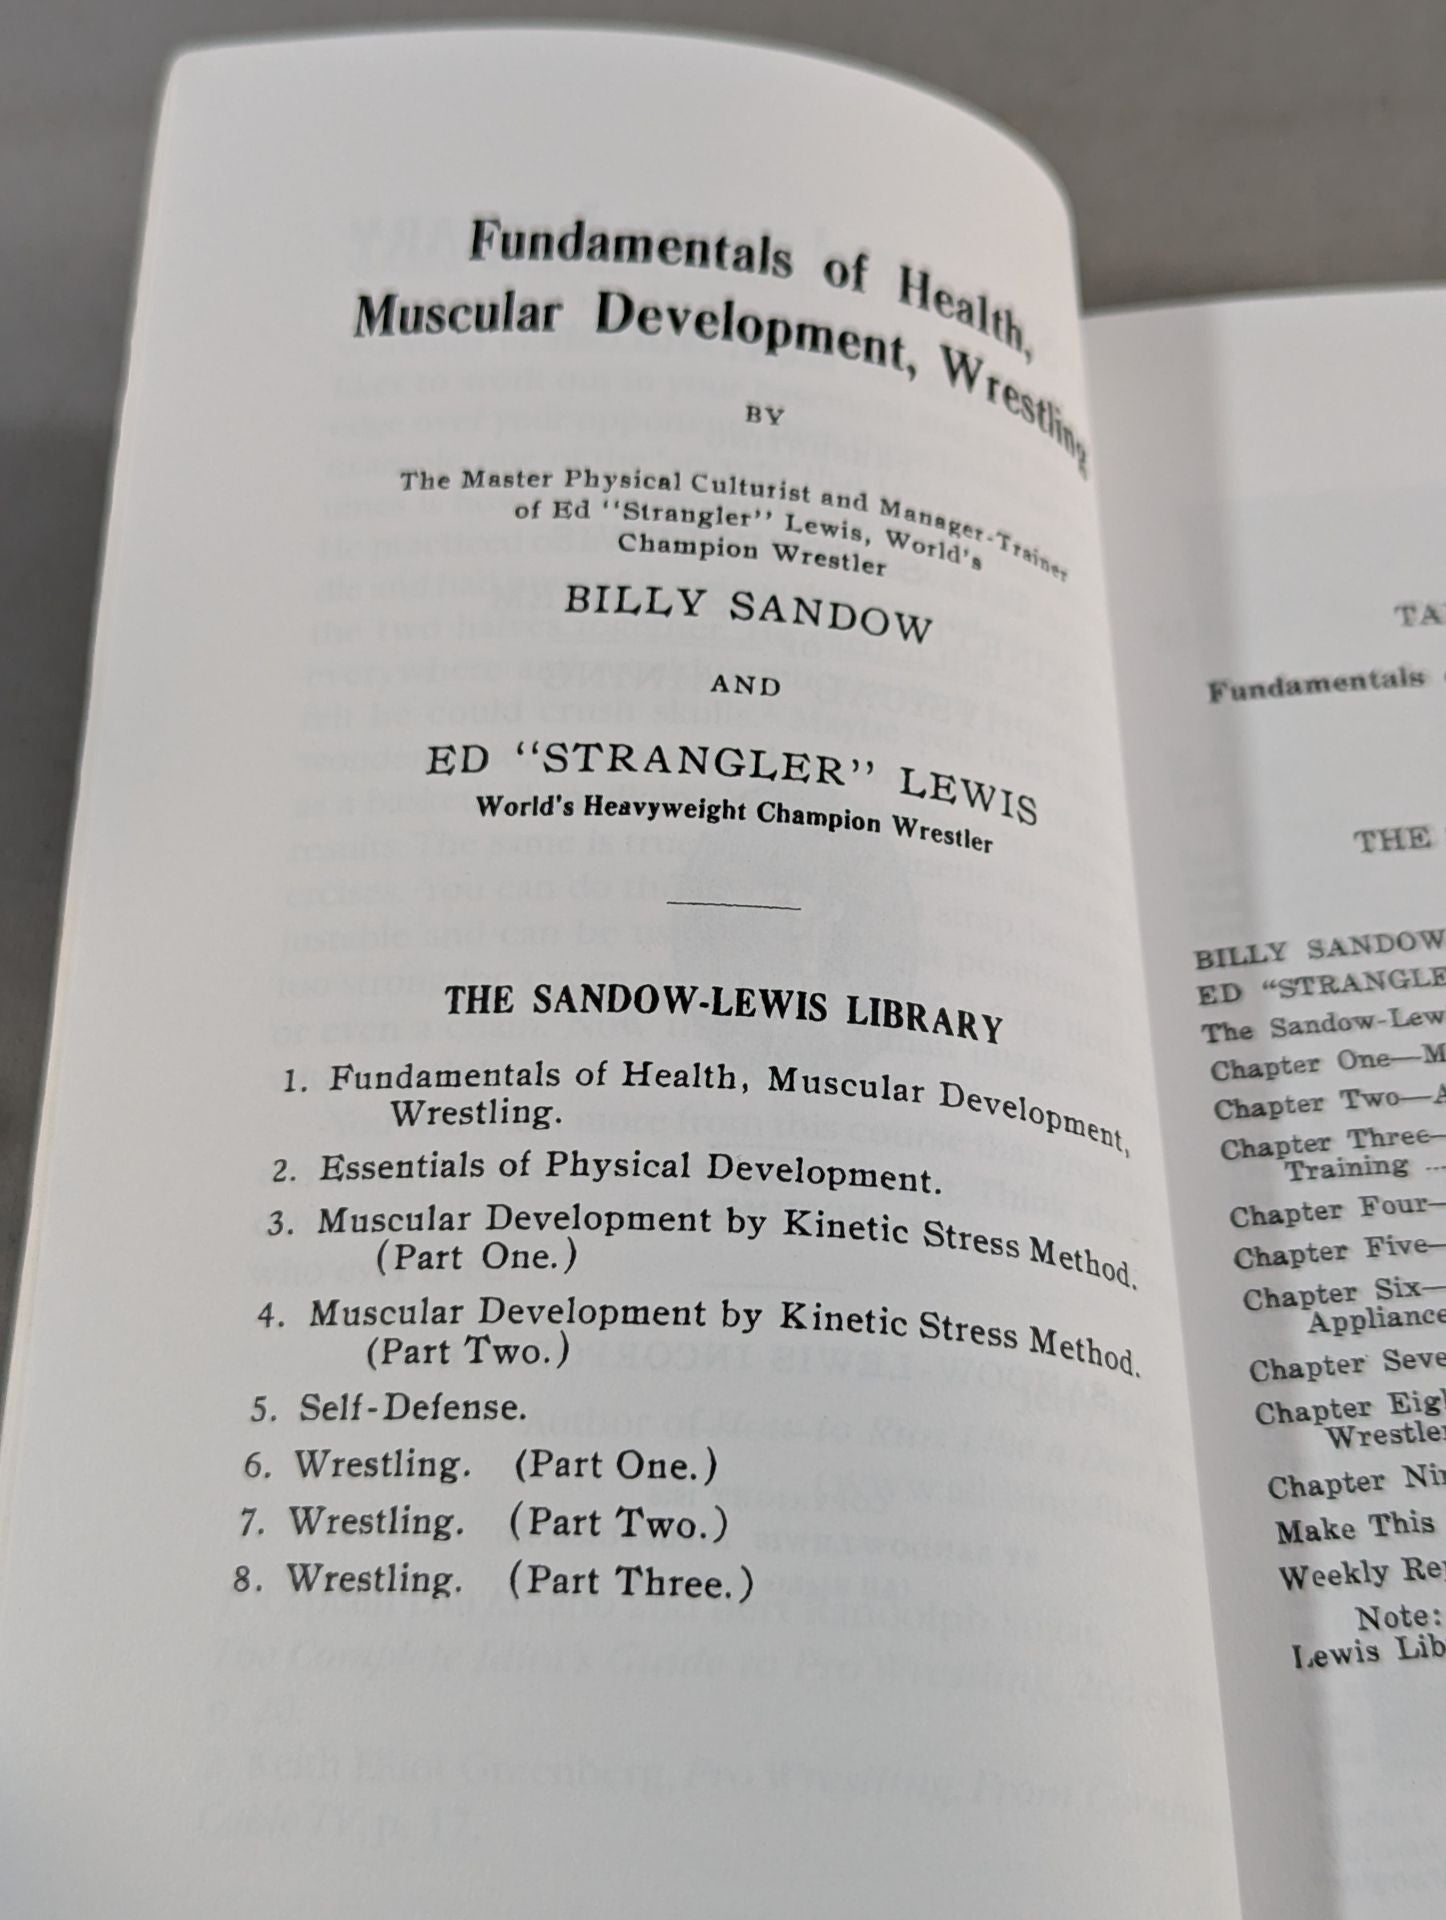 Fundamentals of Health,
Muscular Development, Wrestling
BY
The Master Physical Culturist and Manager-Trainer
of Ed "Strangler" Lewis, World's
Champion Wrestler
BILLY SANDOW
AND
ED "STRANGLER" LEWIS
World's Heavyweight Champion Wrestler
THE SANDOW-LEWIS LIBRARY
1. Fundamentals of Health, Muscular Development,
Wrestling.
2. Essentials of Physical Development.
3. Muscular Development by Kinetic Stress Method.
(Part One.)
4. Muscular Development by Kinetic Stress Method.
(Part Two.)
5. Self-Defense.
6. Wrestling. (Part One.)
7. Wrestling. (Part Two.)
8. Wrestling. (Part Three.)
Fundamentals
THE
BILLY SANDOW
ED "STRANGLE
The Sandow-Lew
Chapter One—M
Chapter Two—A
Chapter Three—
Training ...
Chapter Four—
Chapter Five—
Chapter Six—
Appliance
Chapter Seve
Chapter Eigh
Wrestler
Chapter Nin
Make This
Weekly Re
Note:
Lewis Lib